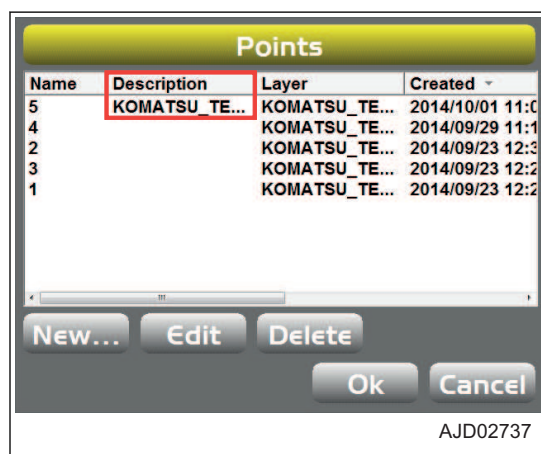 Points
Name Description Layer Created
5 KOMATSU_TE... KOMATSU_TE... 2014/10/01 11:0
4 KOMATSU_TE... 2014/09/29 11:1
2 KOMATSU_TE... 2014/09/23 12:3
3 KOMATSU_TE... 2014/09/23 12:2
1 KOMATSU_TE... 2014/09/23 12:2
New... Edit Delete
Ok Cancel
AJD02737